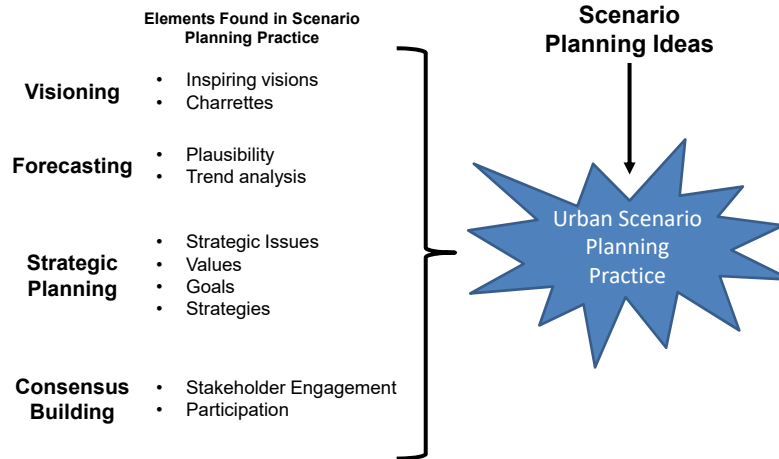 Elements Found in Scenario
Planning Practice
Visioning
• Inspiring visions
• Charrettes
Forecasting
• Plausibility
• Trend analysis
Strategic
Planning
• Strategic Issues
• Values
• Goals
• Strategies
Consensus
Building
• Stakeholder Engagement
• Participation
Scenario
Planning Ideas
Urban Scenario
Planning
Practice